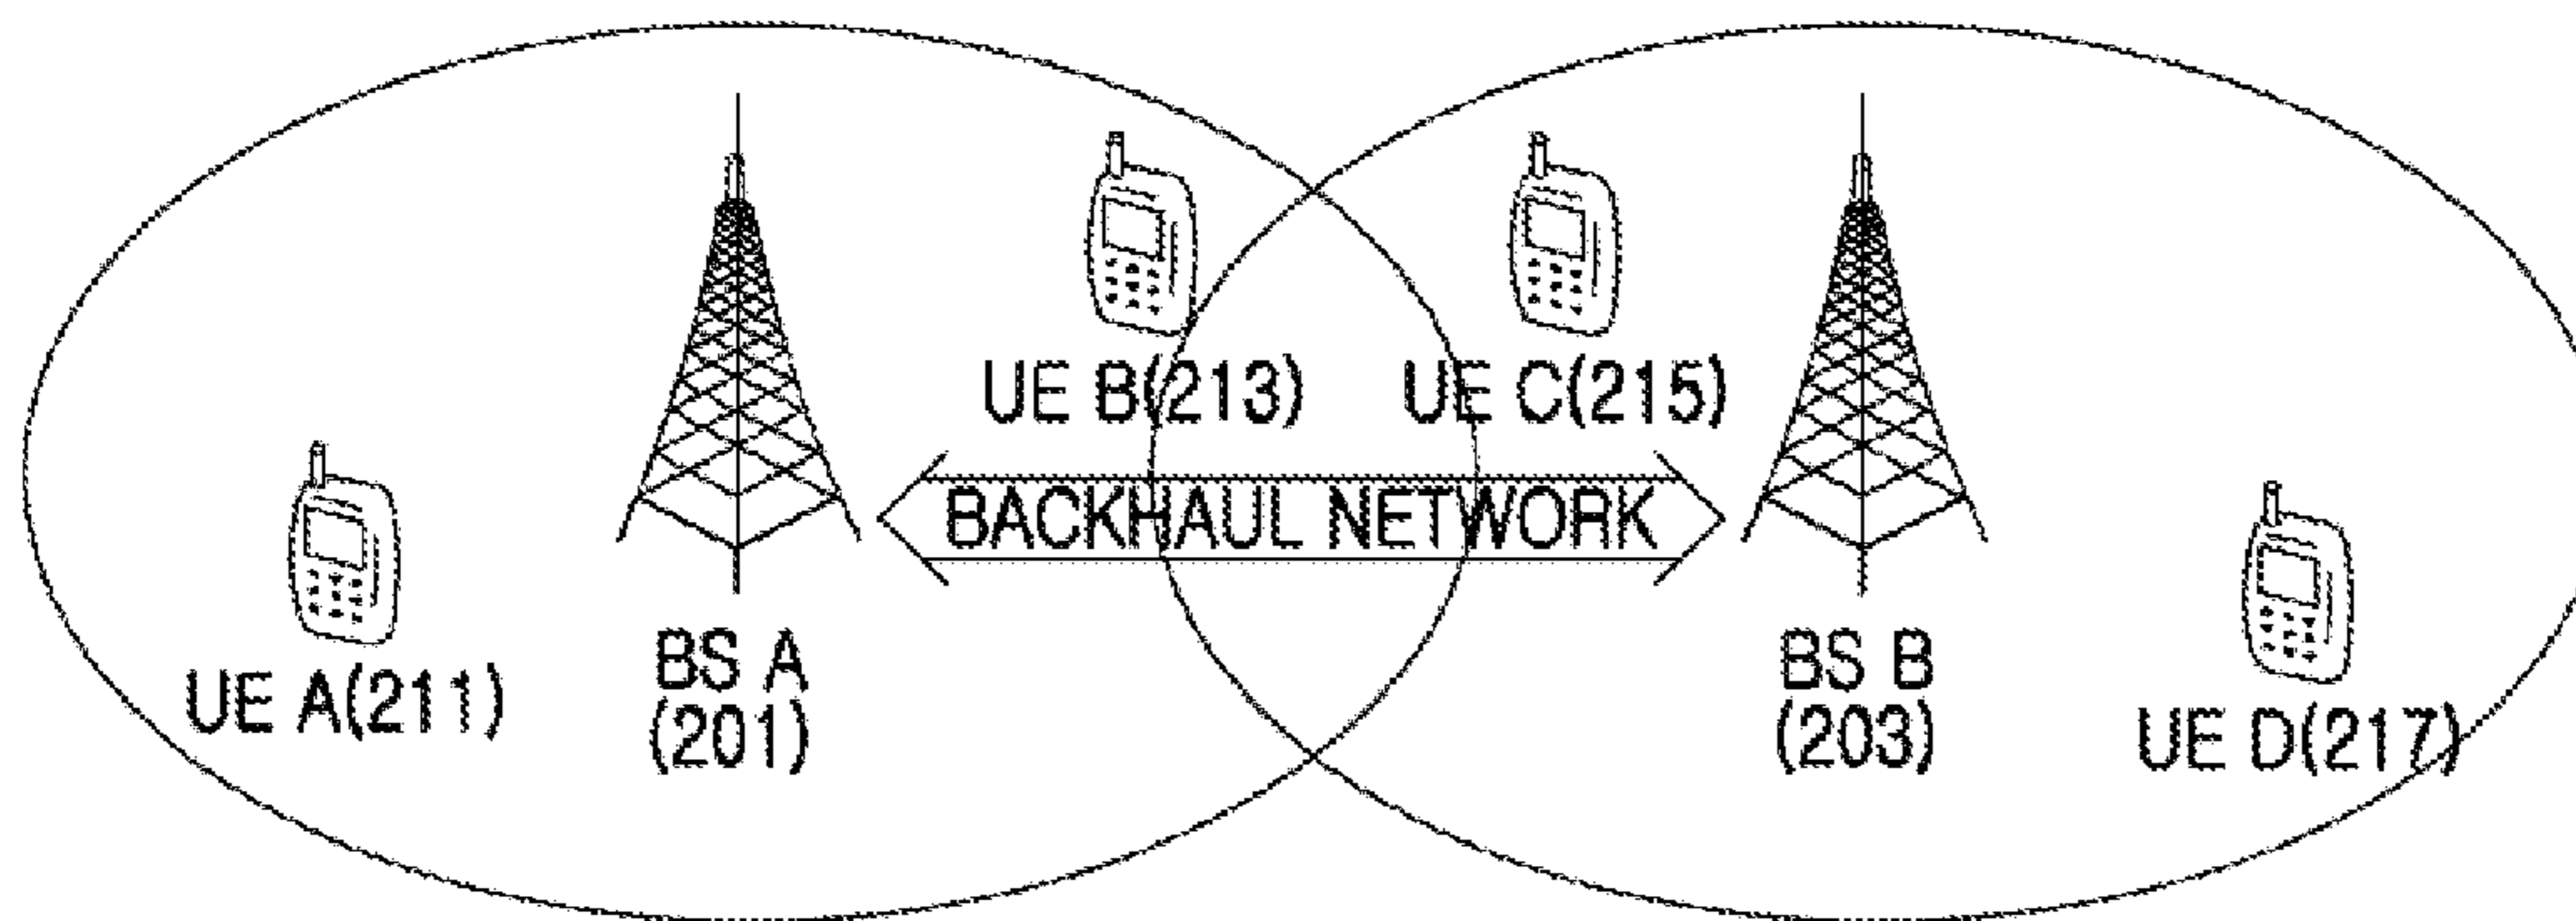 UE B(213)
UE C(215)
BACKHAUL NETWORK
UE A(211)
BS A
(201)
BS B
(203)
UE D(217)